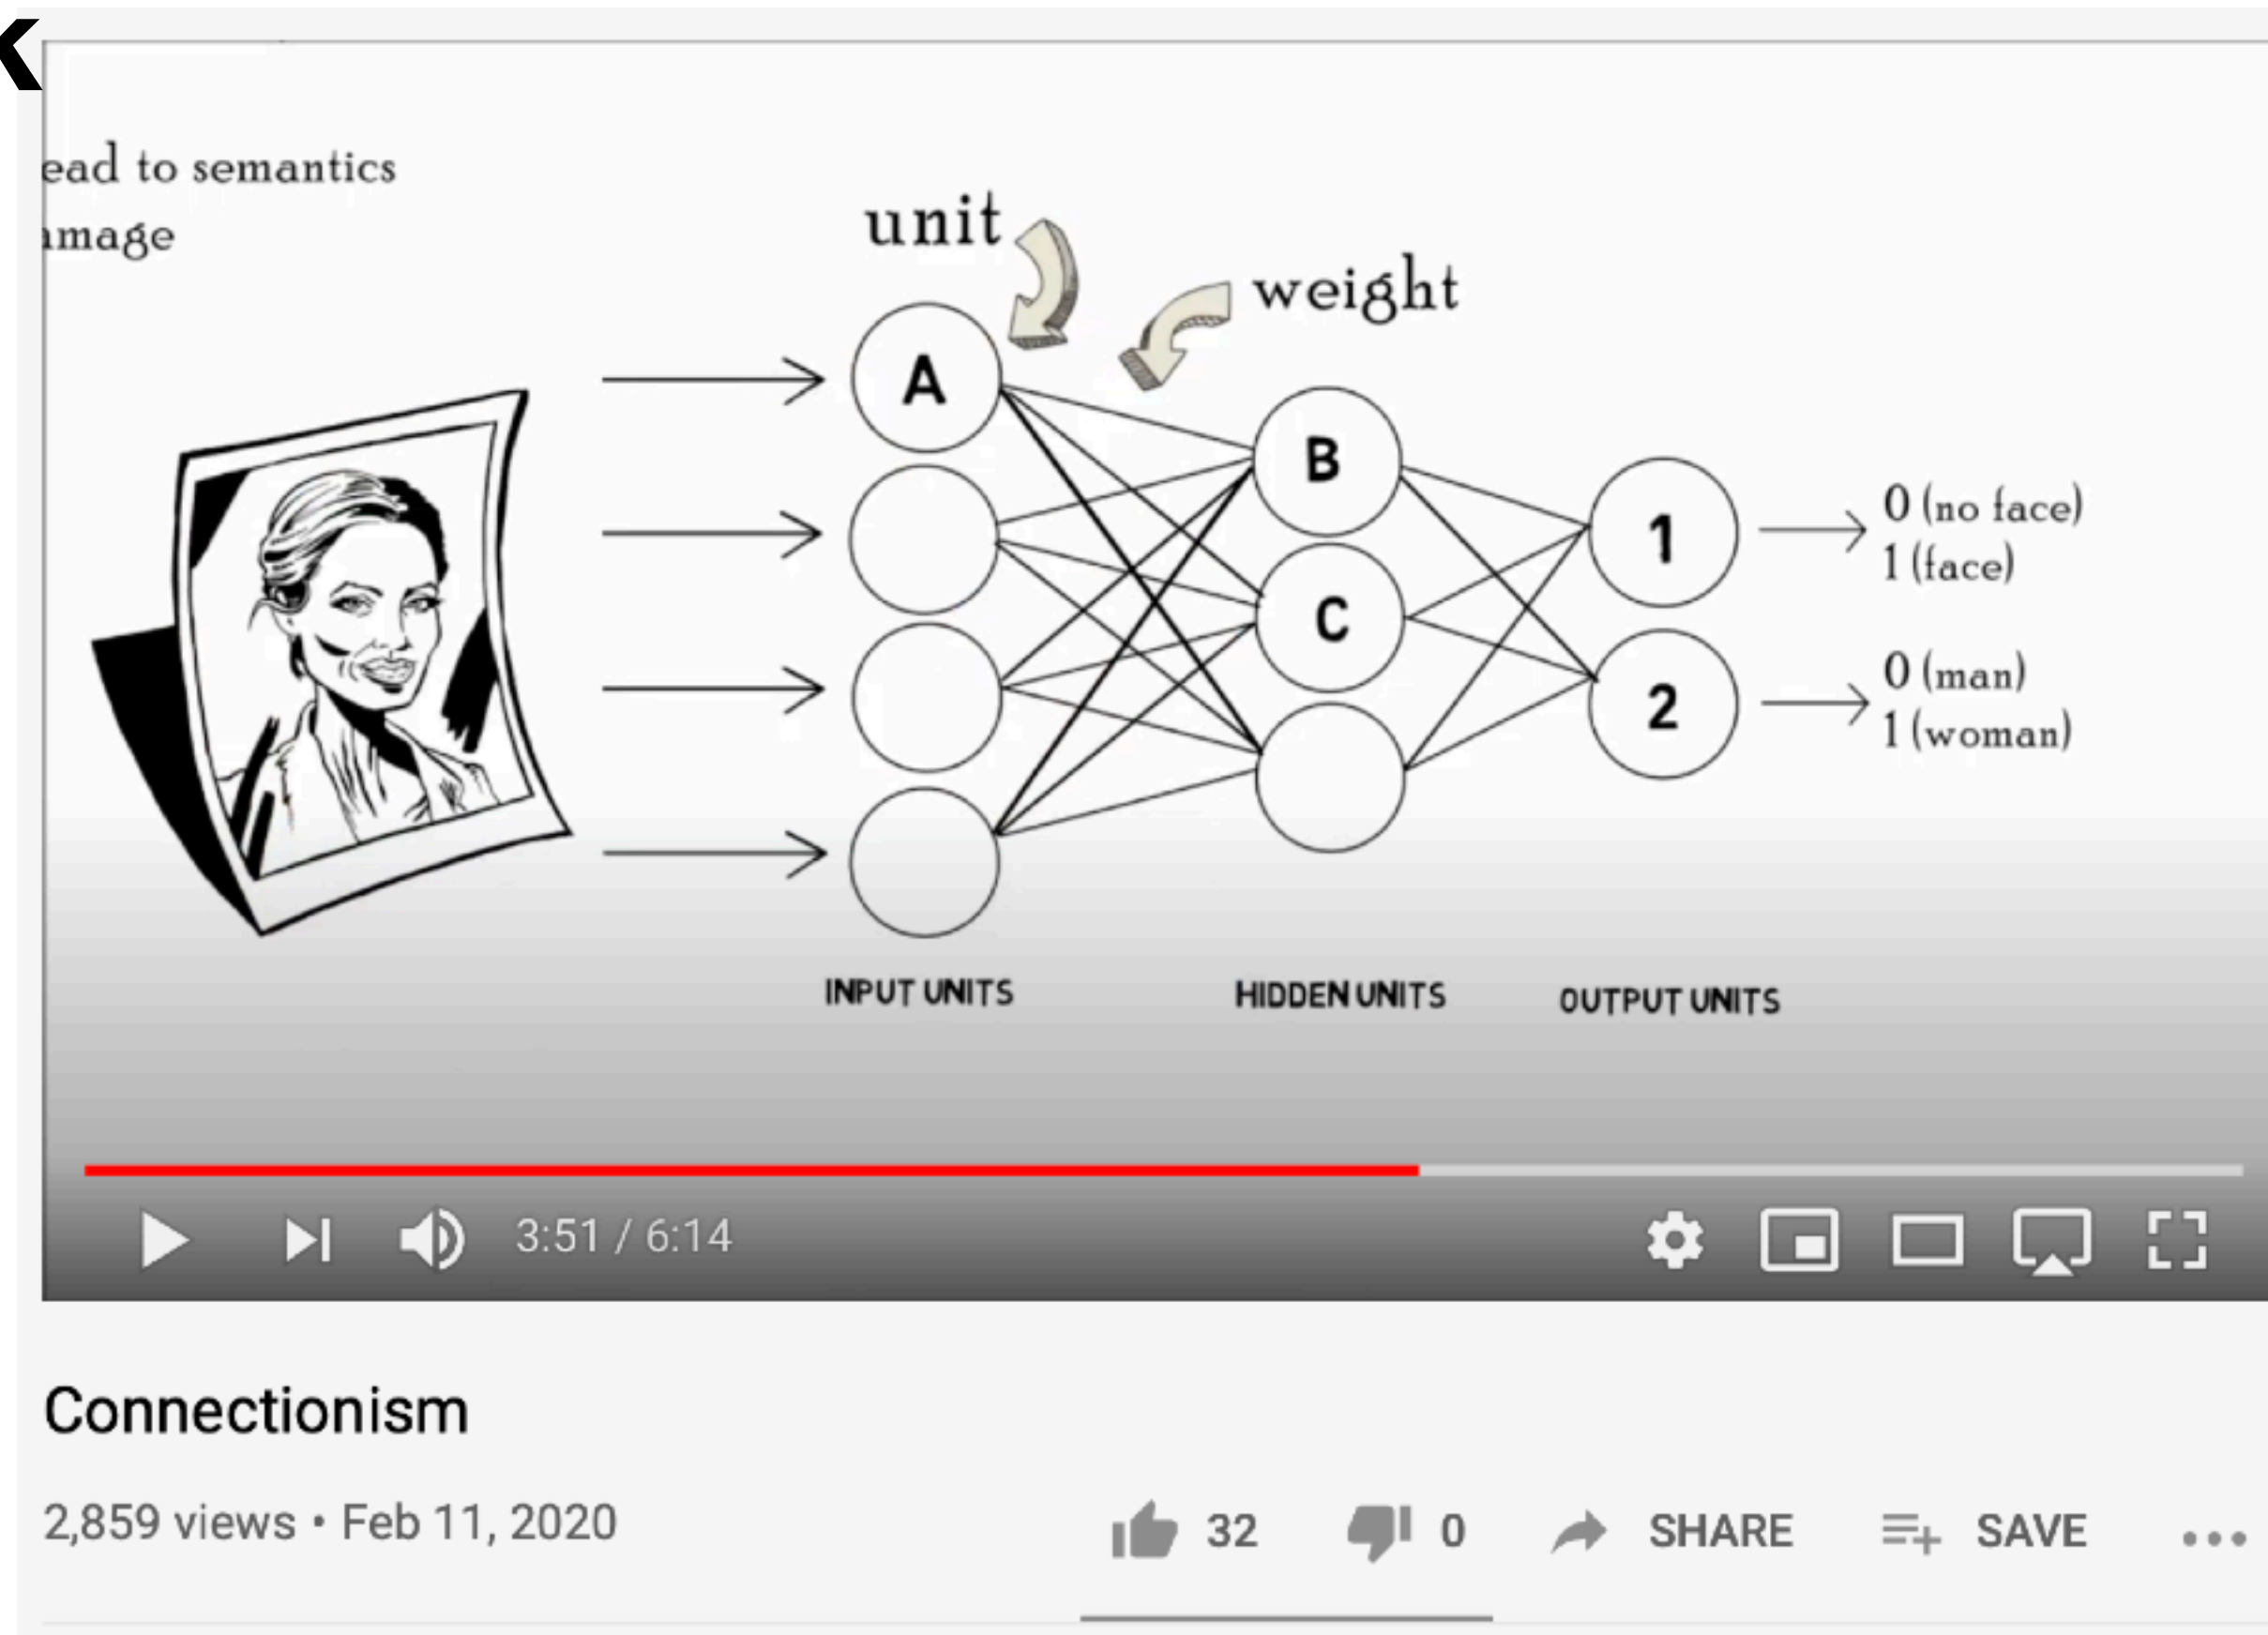 ead to semantics
mage
unit
weight
A
B
C
1
2
0 (no face)
1 (face)
0 (man)
1 (woman)
INPUT UNITS
HIDDEN UNITS
OUTPUT UNITS
3:51 / 6:14
Connectionism
2,859 views • Feb 11, 2020
32
0
SHARE
SAVE